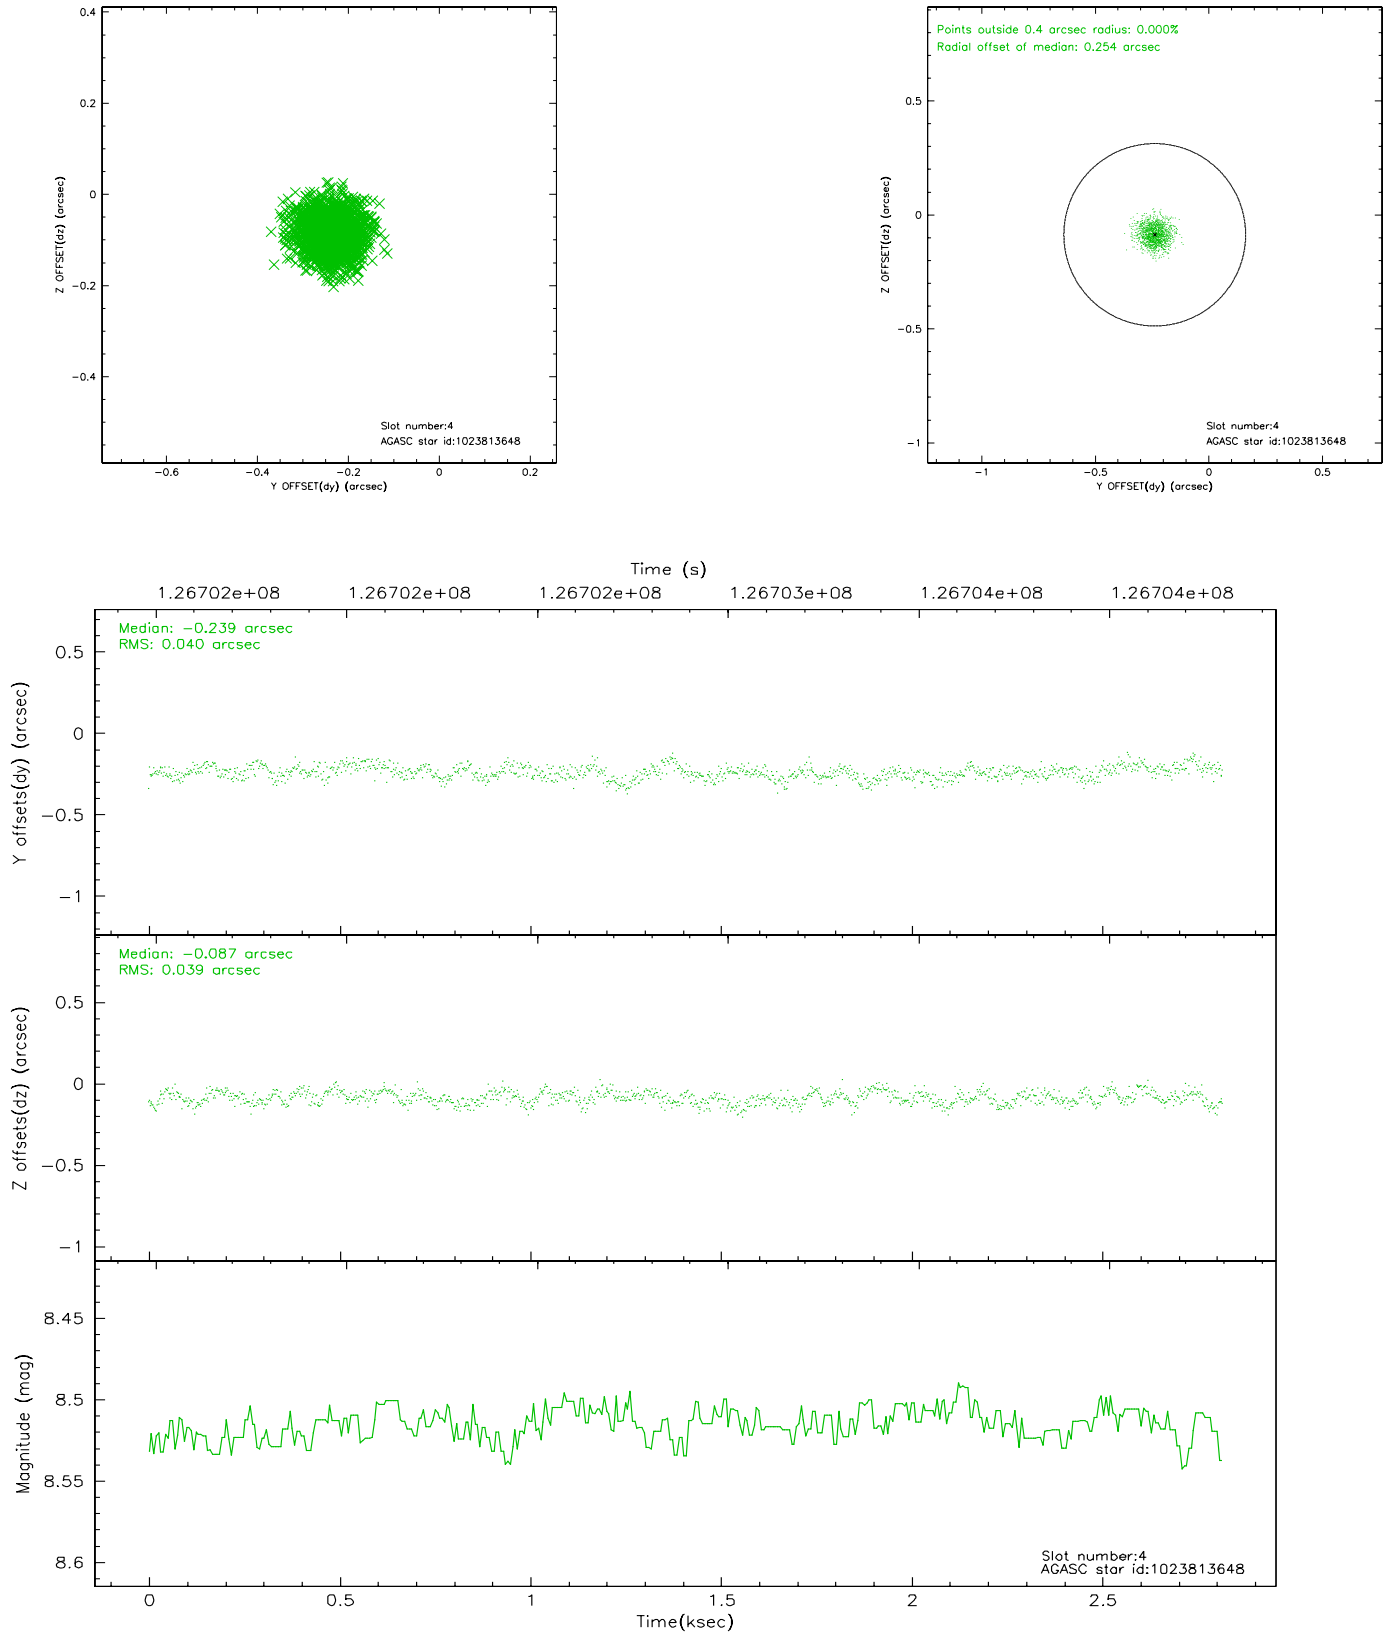 0.4
0.2
0
−0.2
−0.4
Z OFFSET(dz) (arcsec)
Slot number:4
AGASC star id:1023813648
−0.6 −0.4 −0.2 0 0.2
Y OFFSET(dy) (arcsec)
Points outside 0.4 arcsec radius: 0.000%
Radial offset of median: 0.254 arcsec
0.5
0
−0.5
−1
Z OFFSET(dz) (arcsec)
Slot number:4
AGASC star id:1023813648
−1 −0.5 0 0.5
Y OFFSET(dy) (arcsec)
Time (s)
1.26702e+08 1.26702e+08 1.26702e+08 1.26703e+08 1.26704e+08 1.26704e+08
Median: −0.239 arcsec
RMS: 0.040 arcsec
0.5
0
−0.5
−1
Y offsets(dy) (arcsec)
Median: −0.087 arcsec
RMS: 0.039 arcsec
0.5
0
−0.5
−1
Z offsets(dz) (arcsec)
8.45
8.5
8.55
8.6
Magnitude (mag)
Slot number:4
AGASC star id:1023813648
0 0.5 1 1.5 2 2.5
Time(ksec)